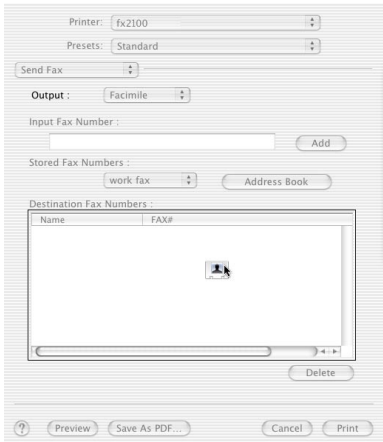 Printer: fx2100
Presets: Standard
Send Fax
Output : Facimile
Input Fax Number :
Add
Stored Fax Numbers :
work fax Address Book
Destination Fax Numbers :
Name FAX#
Delete
? Preview Save As PDF... Cancel Print